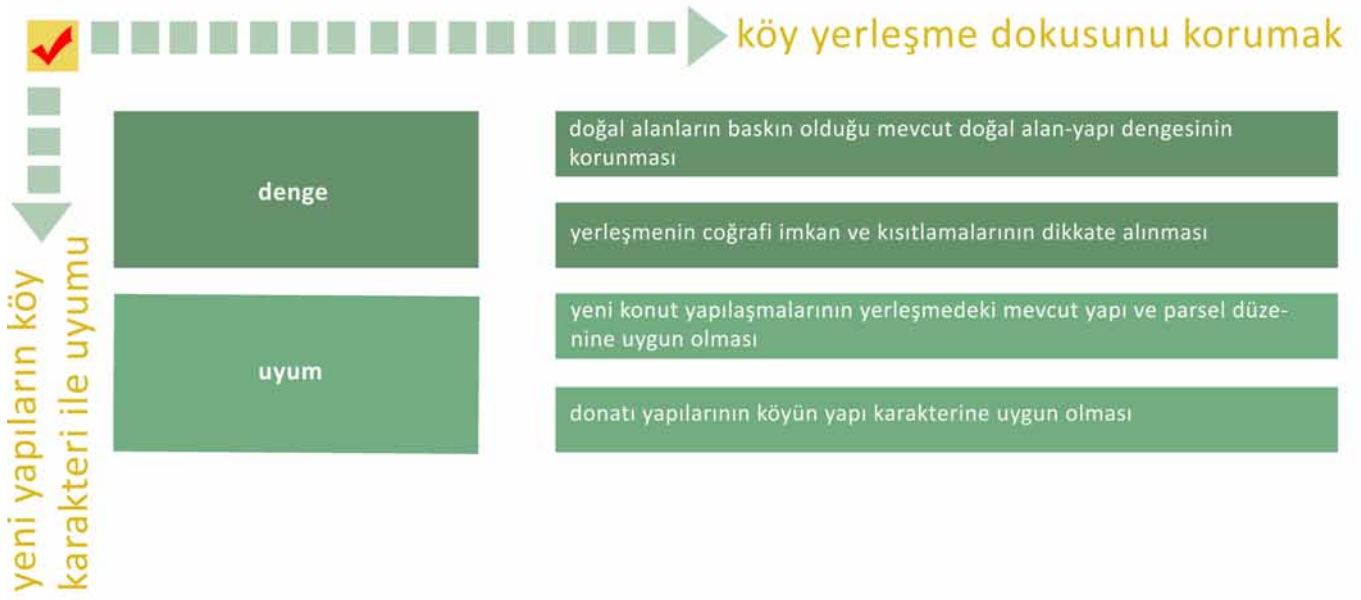 köy yerleşme dokusunu korumak
yeni yapıların köy
karakteri ile uyumu
denge
doğal alanların baskın olduğu mevcut doğal alan-yapı dengesinin
korunması
yerleşmenin coğrafi imkan ve kısıtlamalarının dikkate alınması
uyum
yeni konut yapılaşmalarının yerleşmedeki mevcut yapı ve parsel düze-
nine uygun olması
donatı yapılarının köyün yapı karakterine uygun olması